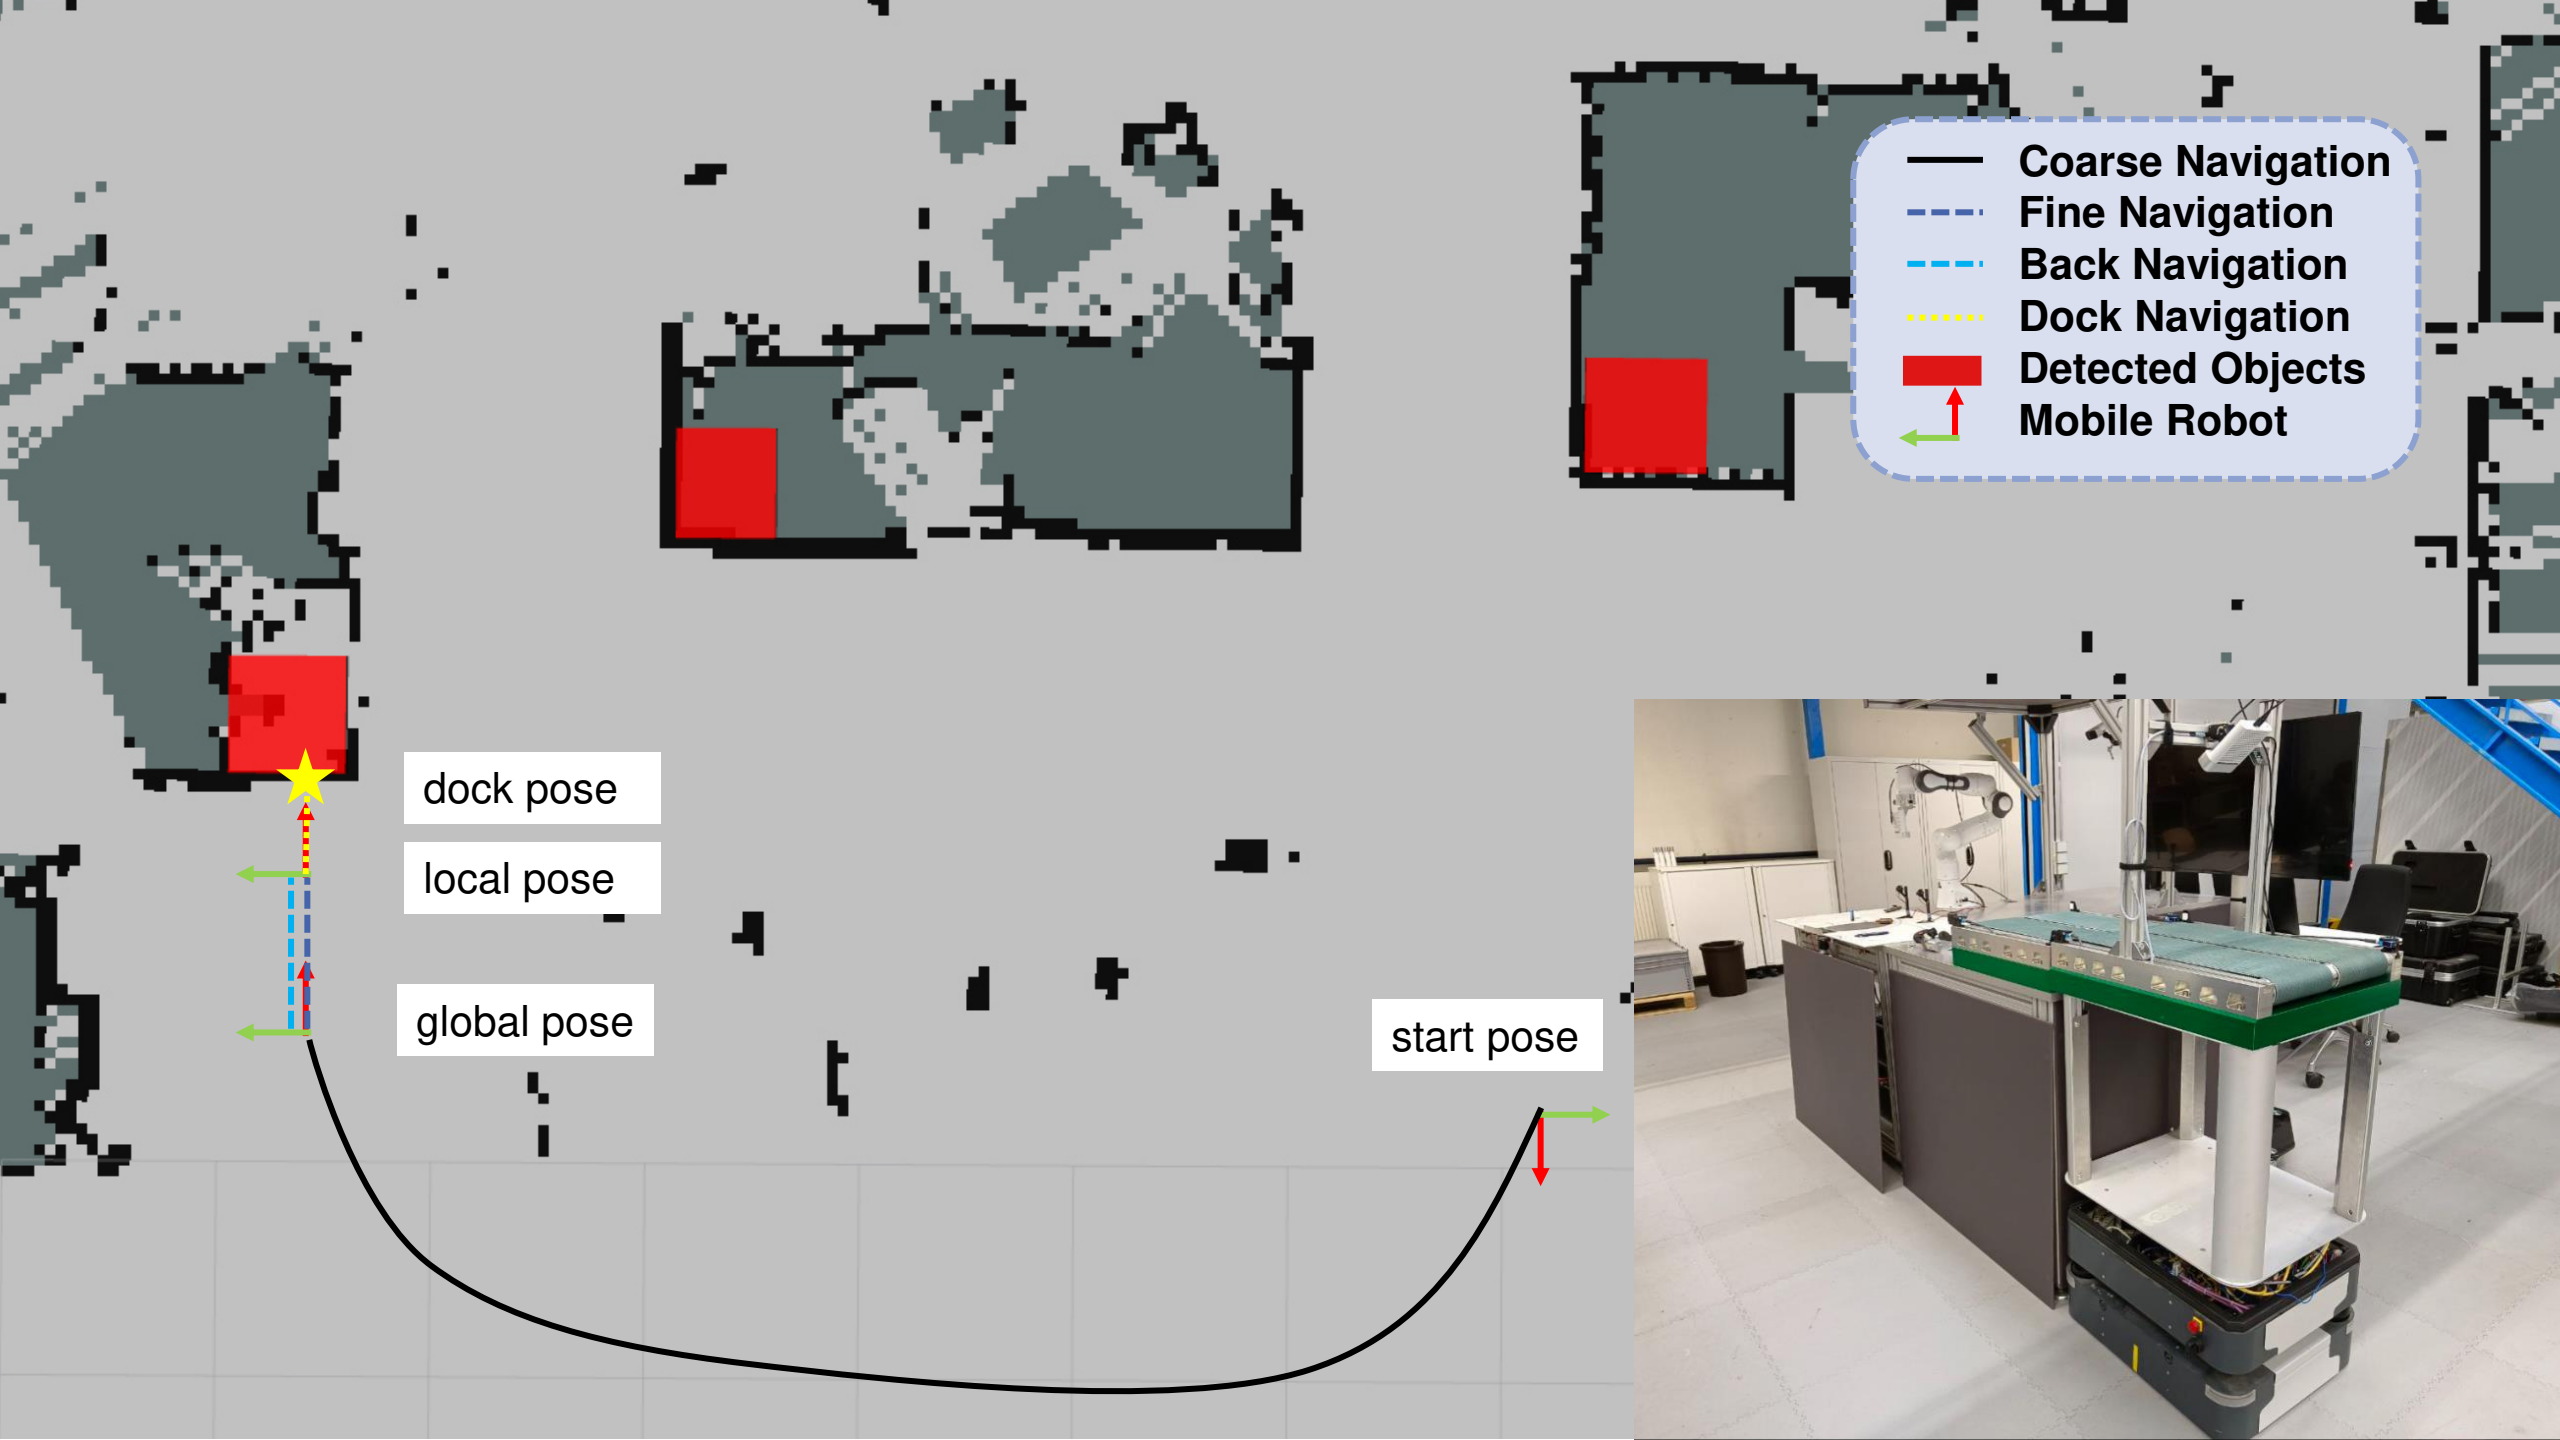 Coarse Navigation
Fine Navigation
Back Navigation
Dock Navigation
Detected Objects
Mobile Robot
dock pose
local pose
global pose
start pose